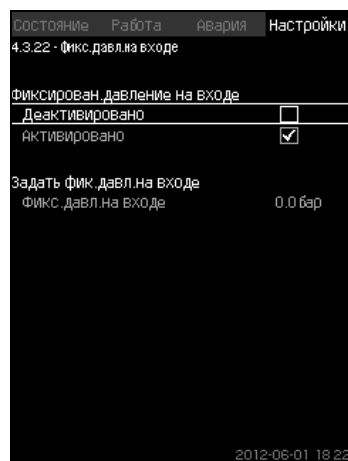 Состояние Работа Авария Настройки
4.3.22 - Фикс.давл.на входе
Фиксирован.давление на входе
Деактивировано
Активировано
Задать фик.давл.на входе
Фикс.давл.на входе 0.0 бар
2012-06-01 18:22